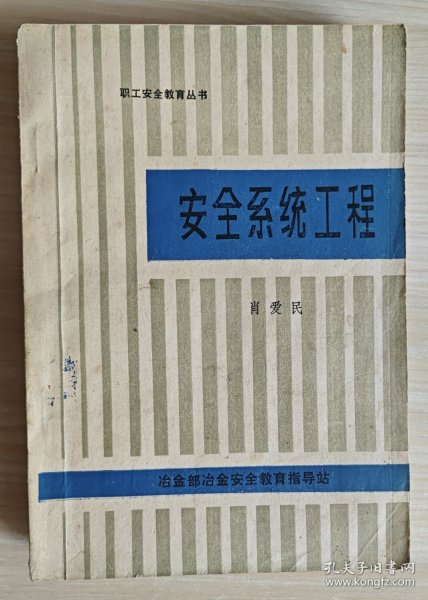 职工安全教育丛书
安全系统工程
肖爱民
冶金部冶金安全教育指导站
孔夫子旧书网
www.kongfz.com